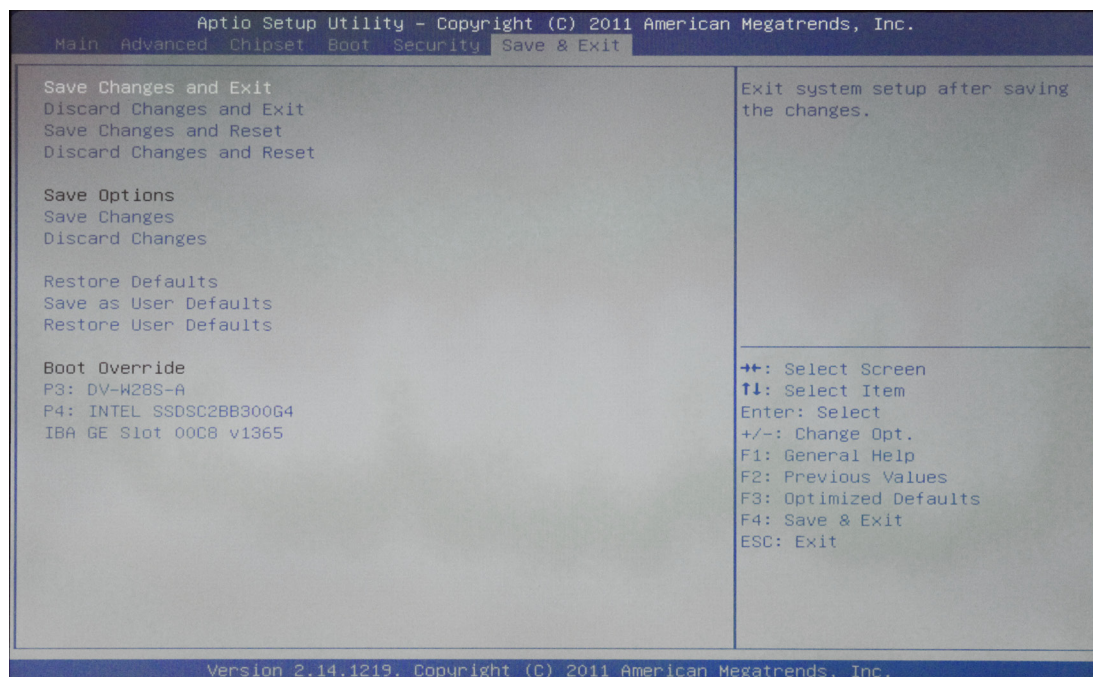 Aptio Setup Utility – Copyright (C) 2011 American Megatrends, Inc.
Main Advanced Chipset Boot Security Save & Exit
Save Changes and Exit
Discard Changes and Exit
Save Changes and Reset
Discard Changes and Reset
Save Options
Save Changes
Discard Changes
Restore Defaults
Save as User Defaults
Restore User Defaults
Boot Override
P3: DV-W28S-A
P4: INTEL SSDSC2BB300G4
IBA GE Slot 00C8 v1365
Exit system setup after saving
the changes.
→←: Select Screen
↑↓: Select Item
Enter: Select
+/-: Change Opt.
F1: General Help
F2: Previous Values
F3: Optimized Defaults
F4: Save & Exit
ESC: Exit
Version 2.14.1219. Copyright (C) 2011 American Megatrends, Inc.